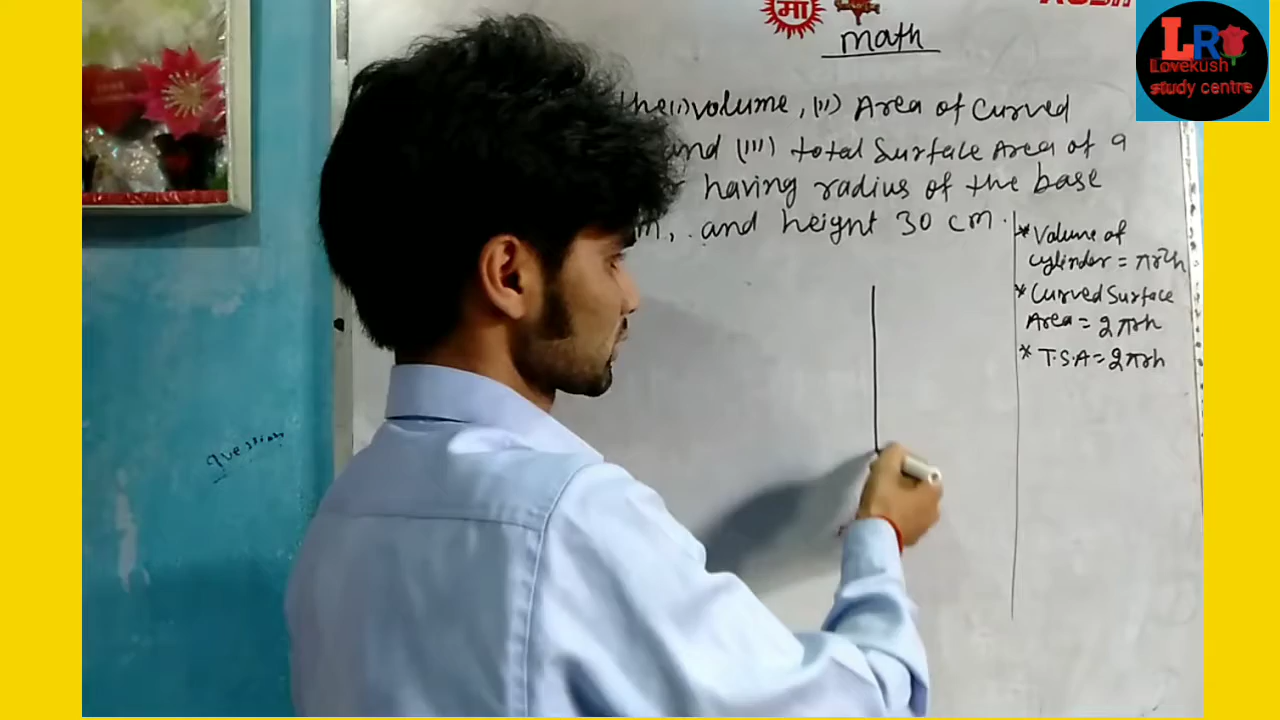 मां
math
LR
Lovekush
study centre
the (i) volume, (ii) Area of Curved
and (iii) total Surface Area of a
having radius of the base
m, and height 30 cm.
* Volume of
cylinder = πr²h
* Curved Surface
Area = 2πrh
* T.S.A = 2πrh
question